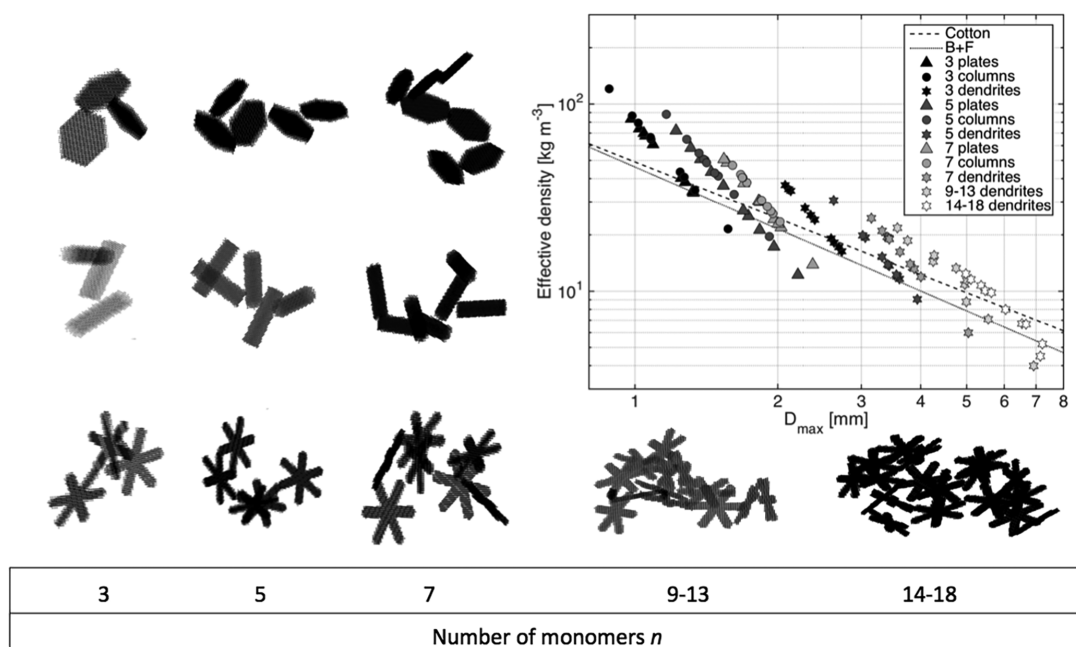 Effective density [kg m⁻³]
10²
10¹
Cotton
B+F
3 plates
3 columns
3 dendrites
5 plates
5 columns
5 dendrites
7 plates
7 columns
7 dendrites
9-13 dendrites
14-18 dendrites
1 2 3 4 5 6 7 8
Dmax [mm]
3 5 7 9-13 14-18
Number of monomers n